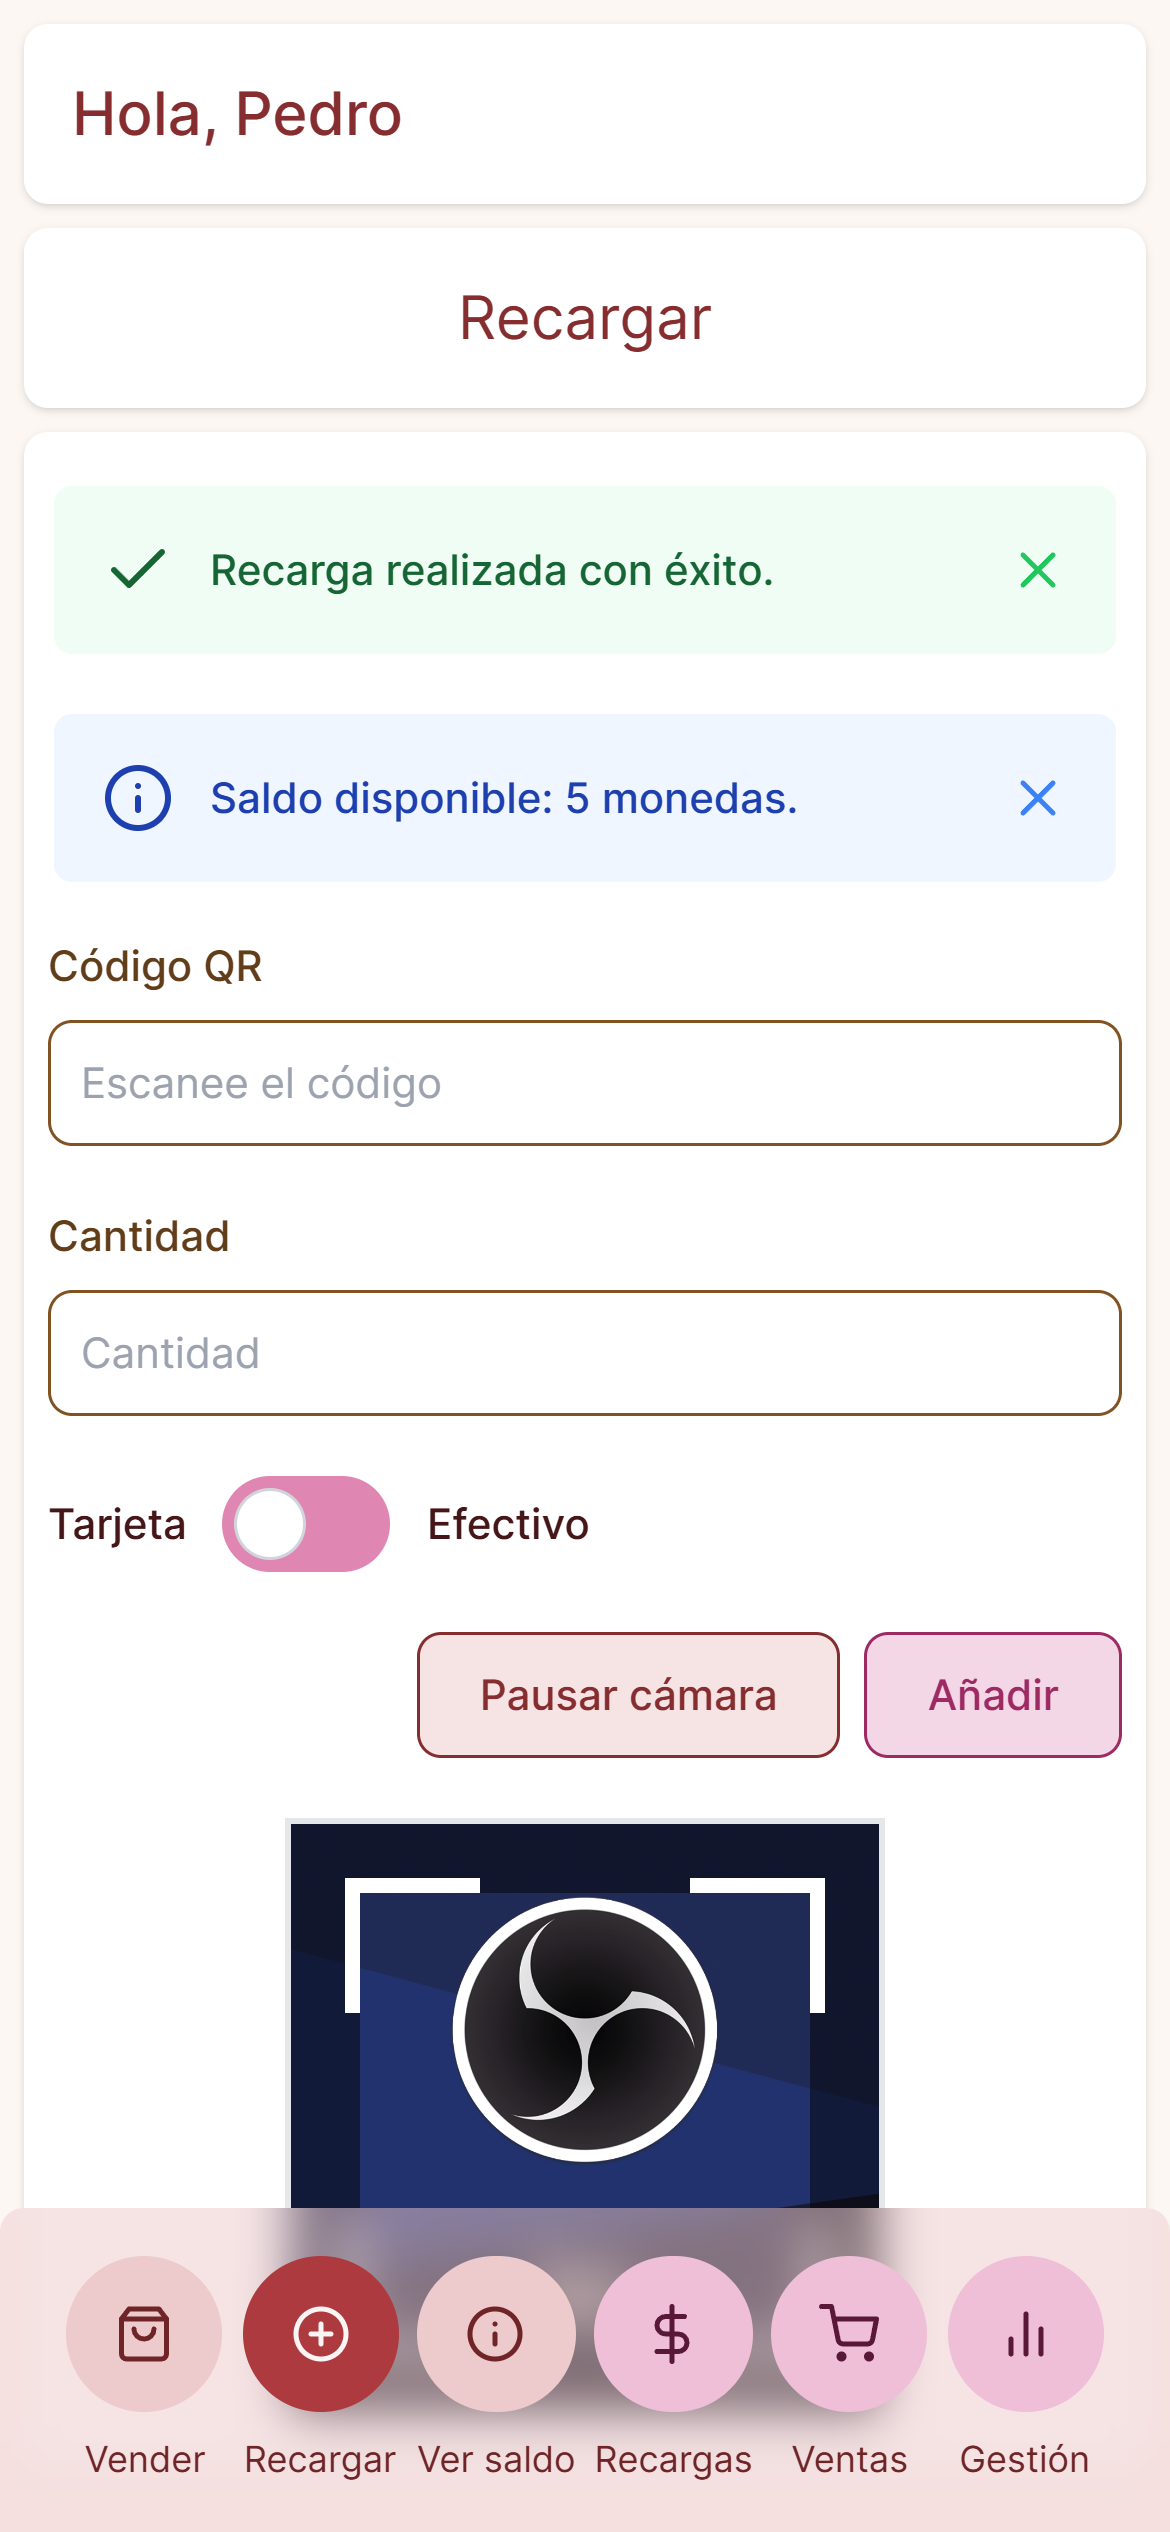 Hola, Pedro
Recargar
Recarga realizada con éxito.
Saldo disponible: 5 monedas.
Código QR
Escanee el código
Cantidad
Cantidad
Tarjeta Efectivo
Pausar cámara Añadir
Vender Recargar Ver saldo Recargas Ventas Gestión